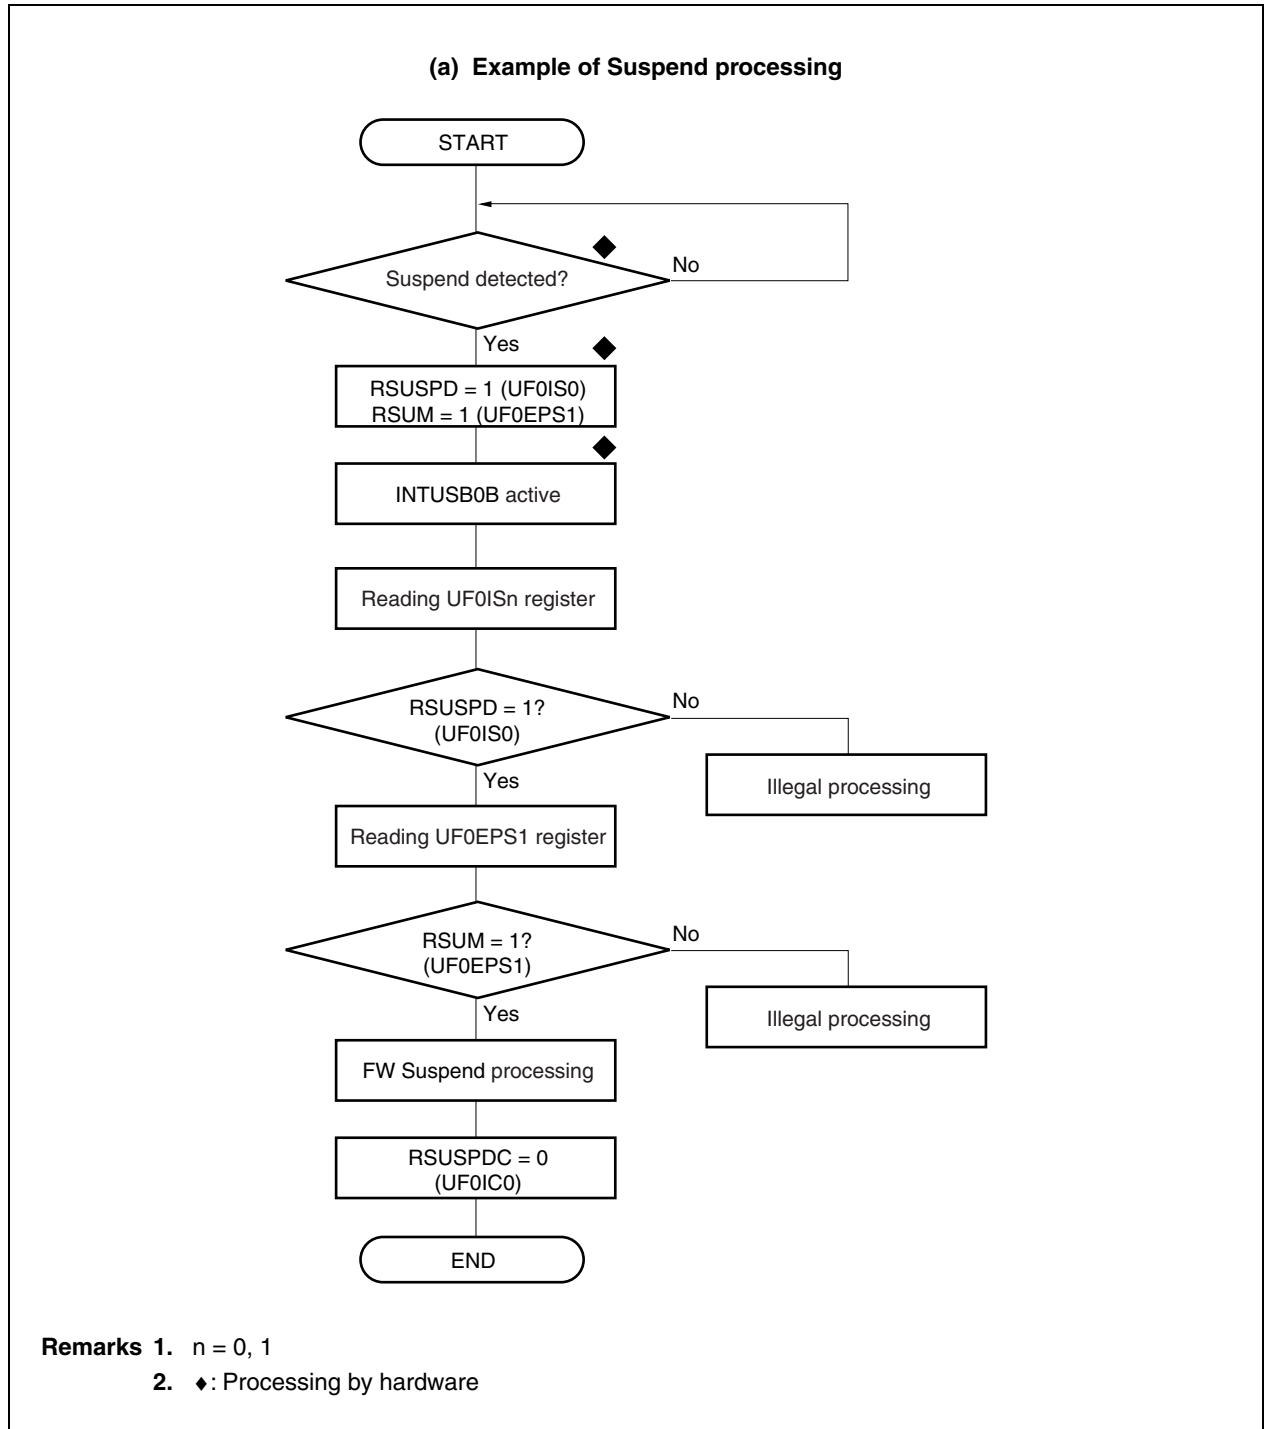 (a) Example of Suspend processing
START
Suspend detected?
No
Yes
RSUSPD = 1 (UF0IS0)
RSUM = 1 (UF0EPS1)
INTUSB0B active
Reading UF0ISn register
RSUSPD = 1?
(UF0IS0)
No
Yes
Illegal processing
Reading UF0EPS1 register
RSUM = 1?
(UF0EPS1)
No
Yes
Illegal processing
FW Suspend processing
RSUSPDC = 0
(UF0IC0)
END
Remarks 1. n = 0, 1
2. ♦: Processing by hardware